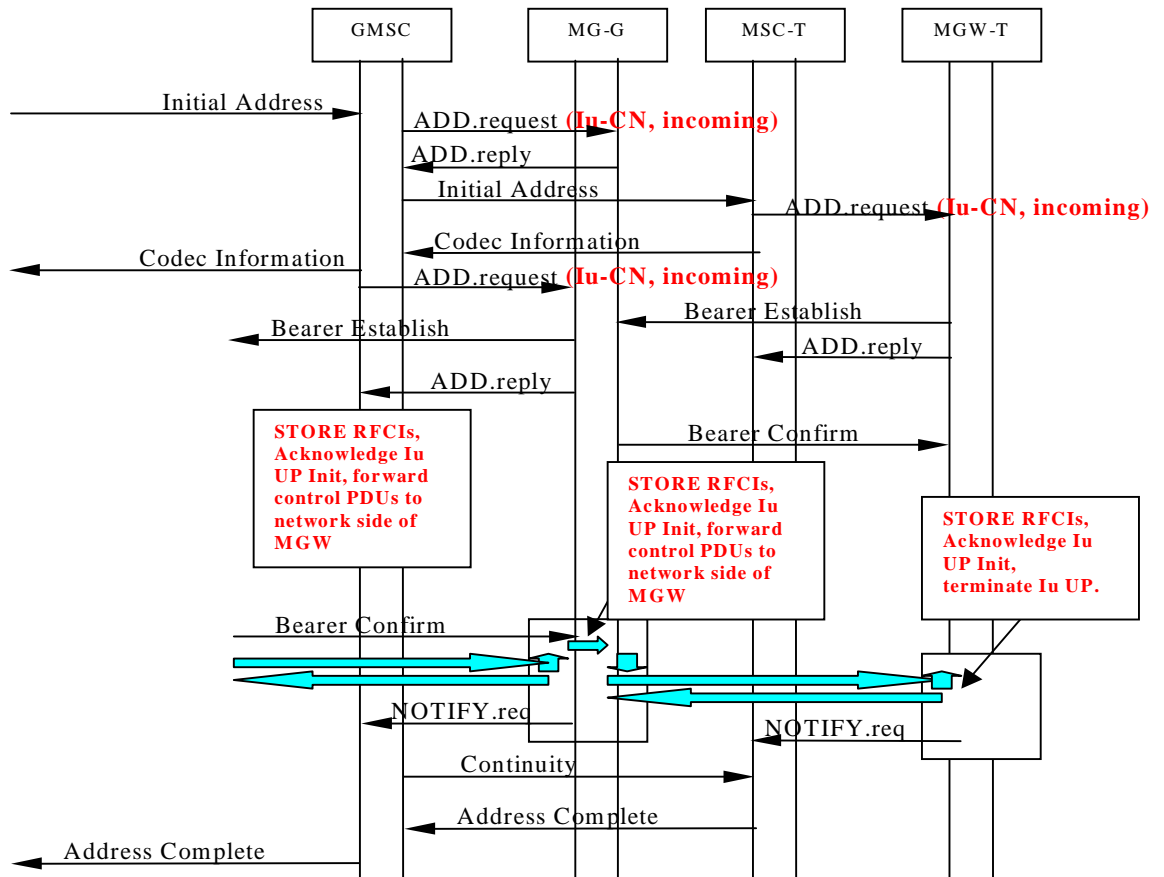 GMSC
MG-G
MSC-T
MGW-T
Initial Address
ADD.request (Iu-CN, incoming)
ADD.reply
Initial Address
ADD.request (Iu-CN, incoming)
Codec Information
Codec Information
ADD.request (Iu-CN, incoming)
Bearer Establish
Bearer Establish
ADD.reply
ADD.reply
STORE RFCIs,
Acknowledge Iu
UP Init, forward
control PDUs to
network side of
MGW
Bearer Confirm
STORE RFCIs,
Acknowledge Iu
UP Init, forward
control PDUs to
network side of
MGW
STORE RFCIs,
Acknowledge Iu
UP Init,
terminate Iu UP.
Bearer Confirm
NOTIFY.req
NOTIFY.req
Continuity
Address Complete
Address Complete